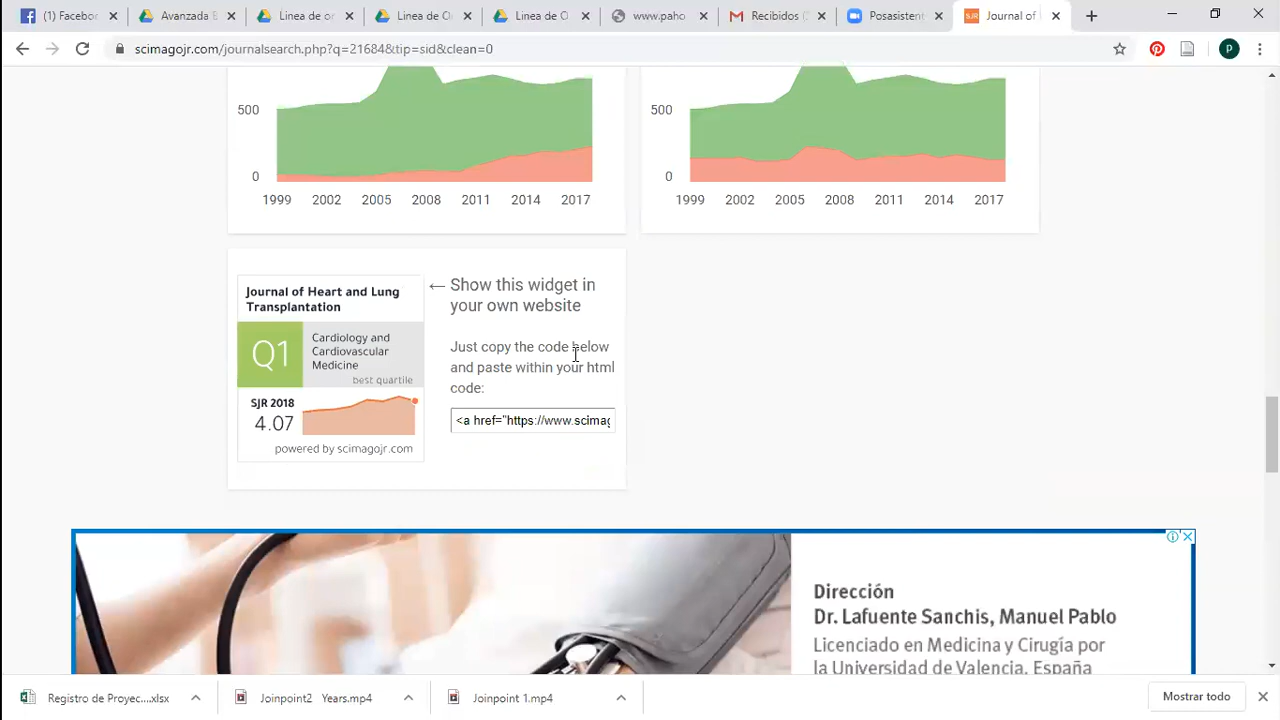 (1) Facebook
Avanzada E
Linea de or
Linea de O
Linea de O
www.paho
Recibidos (
Posasistent
Journal of
scimagojr.com/journalsearch.php?q=21684&tip=sid&clean=0
P
500
0
1999 2002 2005 2008 2011 2014 2017
500
0
1999 2002 2005 2008 2011 2014 2017
Journal of Heart and Lung
Transplantation
Q1
Cardiology and
Cardiovascular
Medicine
best quartile
SJR 2018
4.07
powered by scimagojr.com
← Show this widget in
your own website
Just copy the code below
and paste within your html
code:
<a href="https://www.scimag
Dirección
Dr. Lafuente Sanchis, Manuel Pablo
Licenciado en Medicina y Cirugía por
la Universidad de Valencia, España
Registro de Proyec....xlsx
Joinpoint2 Years.mp4
Joinpoint 1.mp4
Mostrar todo